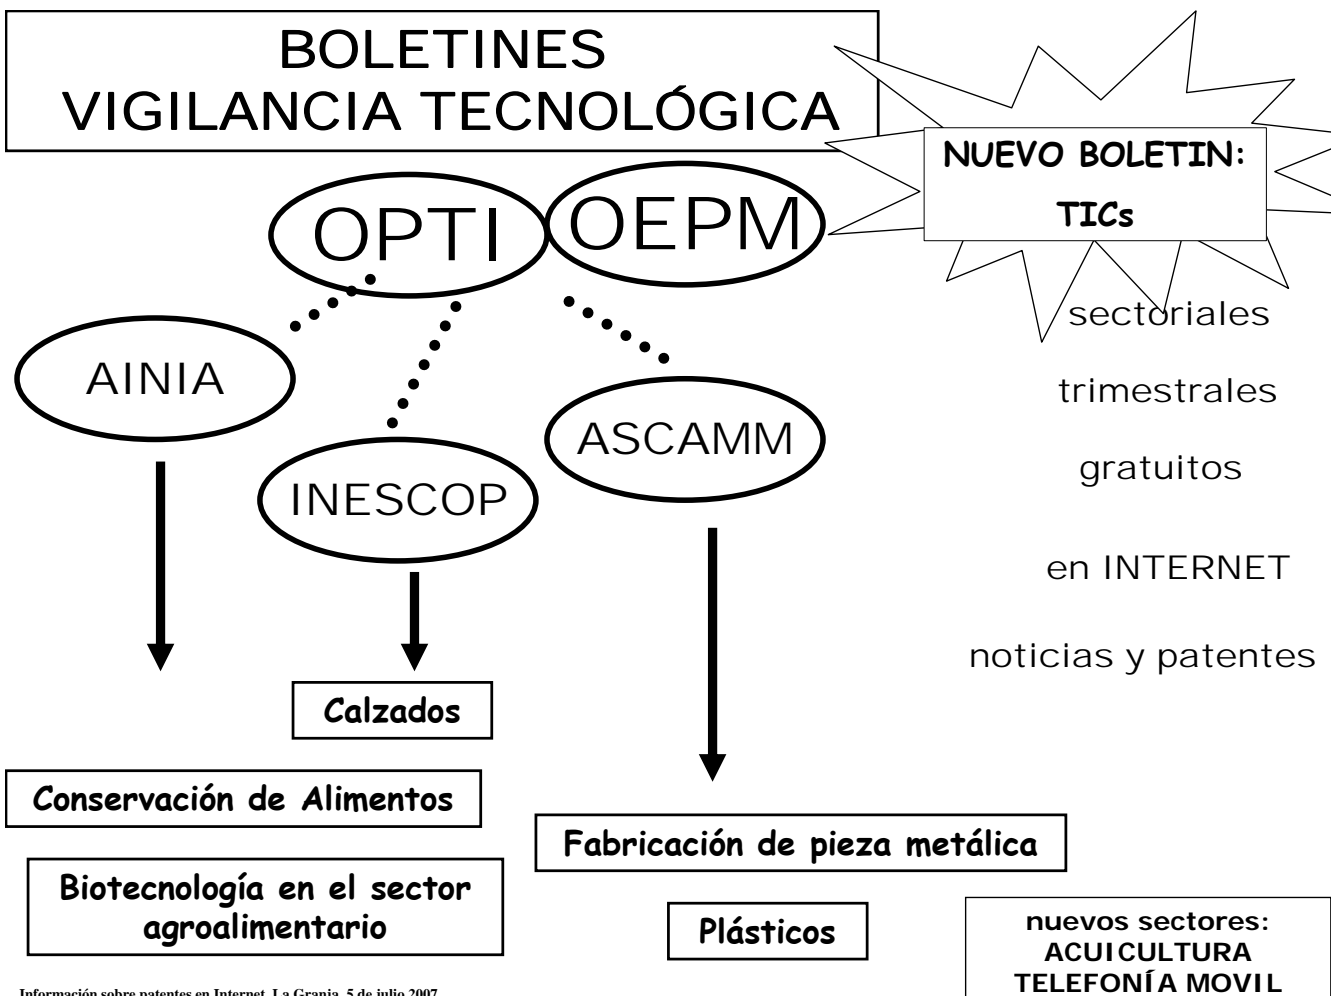 BOLETINES
VIGILANCIA TECNOLÓGICA
NUEVO BOLETIN:
TICs
OPTI
OEPM
AINIA
INESCOP
ASCAMM
sectoriales
trimestrales
gratuitos
en INTERNET
noticias y patentes
Calzados
Conservación de Alimentos
Biotecnología en el sector
agroalimentario
Fabricación de pieza metálica
Plásticos
nuevos sectores:
ACUICULTURA
TELEFONÍA MOVIL
Información sobre patentes en Internet. La Granja, 5 de julio 2007